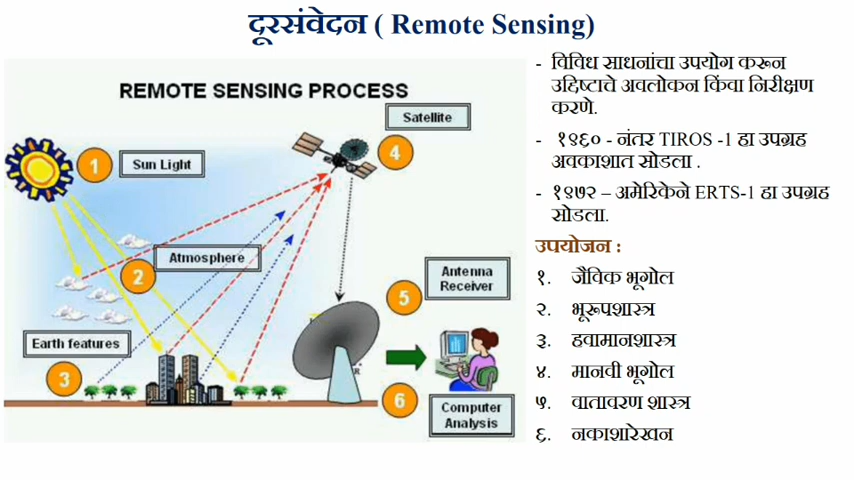 दूरसंवेदन ( Remote Sensing)
REMOTE SENSING PROCESS
Satellite
4
1
Sun Light
2
Atmosphere
Antenna
Receiver
5
Earth features
3
6
Computer
Analysis
- विविध साधनांचा उपयोग करून
उद्दिष्टाचे अवलोकन किंवा निरीक्षण
करणे.
- १९६० - नंतर TIROS -1 हा उपग्रह
अवकाशात सोडला .
- १९७२ – अमेरिकेने ERTS-1 हा उपग्रह
सोडला.
उपयोजन :
१. जैविक भूगोल
२. भूरूपशास्त्र
३. हवामानशास्त्र
४. मानवी भूगोल
५. वातावरण शास्त्र
६. नकाशारेखन